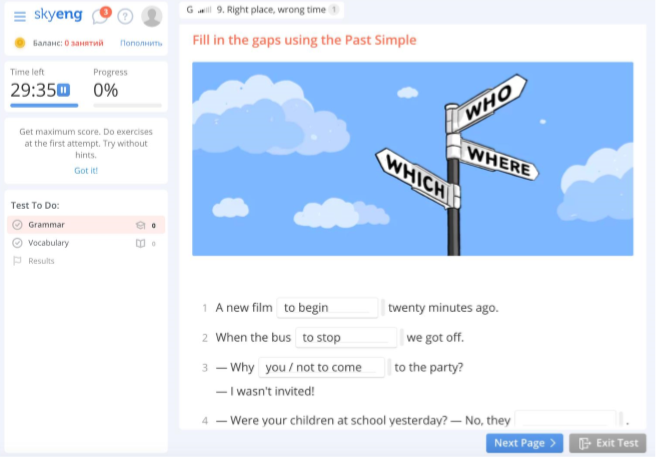 skyeng 3 ?
Баланс: 0 занятий Пополнить
Time left Progress
29:35 0%
Get maximum score. Do exercises
at the first attempt. Try without
hints.
Got it!
Test To Do:
Grammar 0
Vocabulary 0
Results
G 9. Right place, wrong time 1
Fill in the gaps using the Past Simple
WHO
WHERE
WHICH
1 A new film to begin twenty minutes ago.
2 When the bus to stop we got off.
3 — Why you / not to come to the party?
— I wasn't invited!
4 — Were your children at school yesterday? — No, they .
Next Page Exit Test